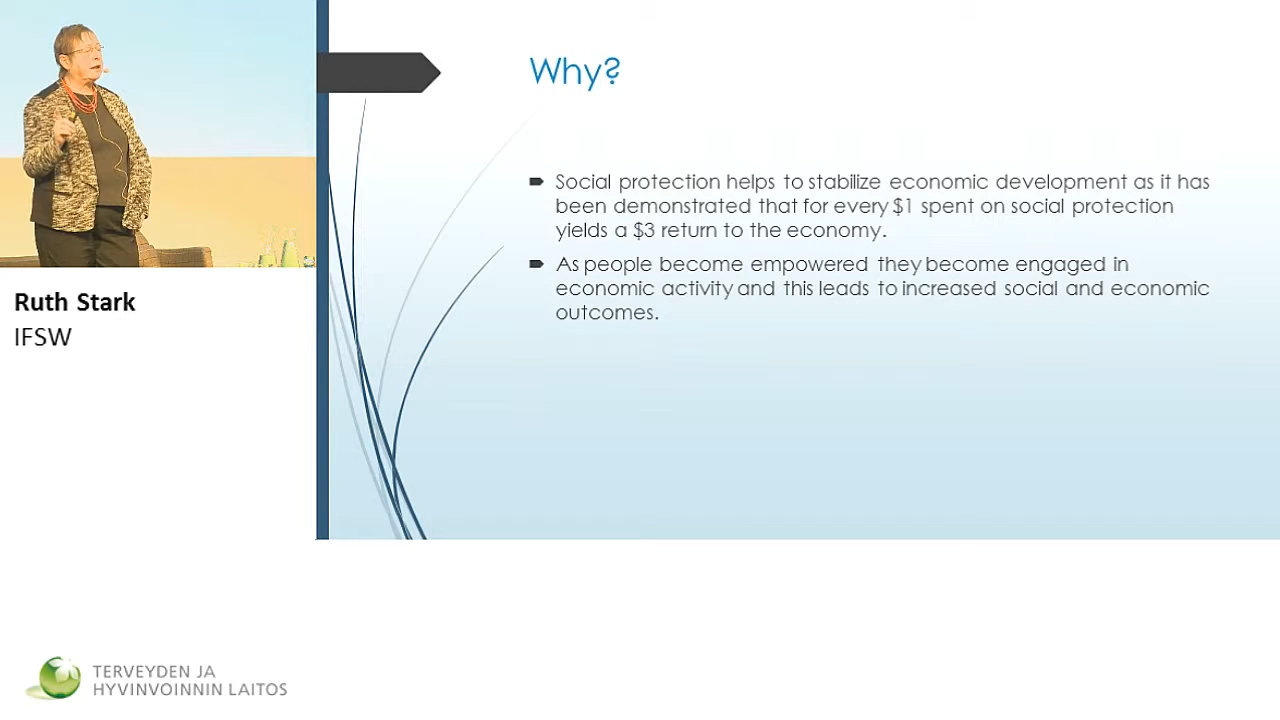 Why?
Social protection helps to stabilize economic development as it has
been demonstrated that for every $1 spent on social protection
yields a $3 return to the economy.
As people become empowered they become engaged in
economic activity and this leads to increased social and economic
outcomes.
Ruth Stark
IFSW
TERVEYDEN JA
HYVINVOINNIN LAITOS